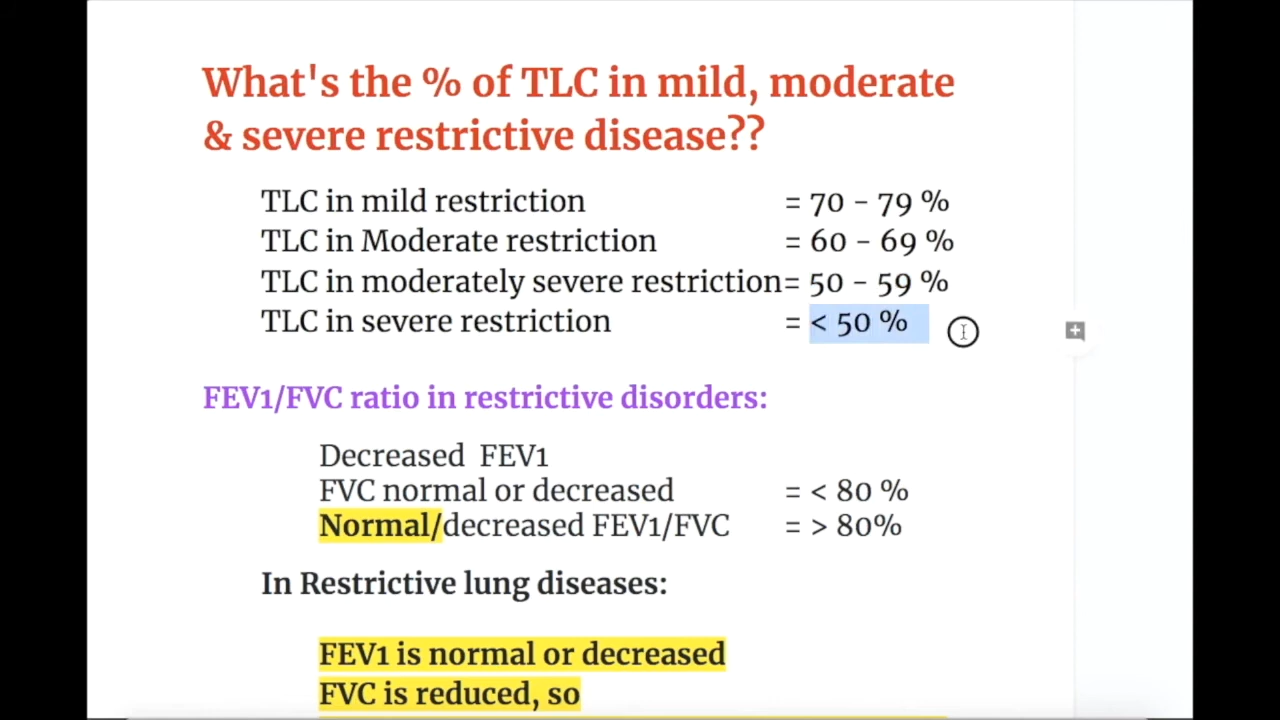 What's the % of TLC in mild, moderate
& severe restrictive disease??
TLC in mild restriction = 70 - 79 %
TLC in Moderate restriction = 60 - 69 %
TLC in moderately severe restriction= 50 - 59 %
TLC in severe restriction = < 50 %
FEV1/FVC ratio in restrictive disorders:
Decreased FEV1
FVC normal or decreased = < 80 %
Normal/decreased FEV1/FVC = > 80%
In Restrictive lung diseases:
FEV1 is normal or decreased
FVC is reduced, so